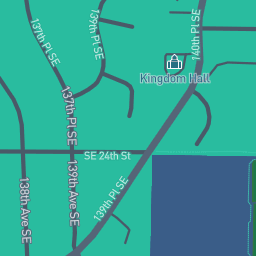 137th Pl SE
139th Pl SE
140th Pl SE
Kingdom Hall
137th Pl SE
SE 24th St
138th Ave SE
139th Ave SE
139th Pl SE